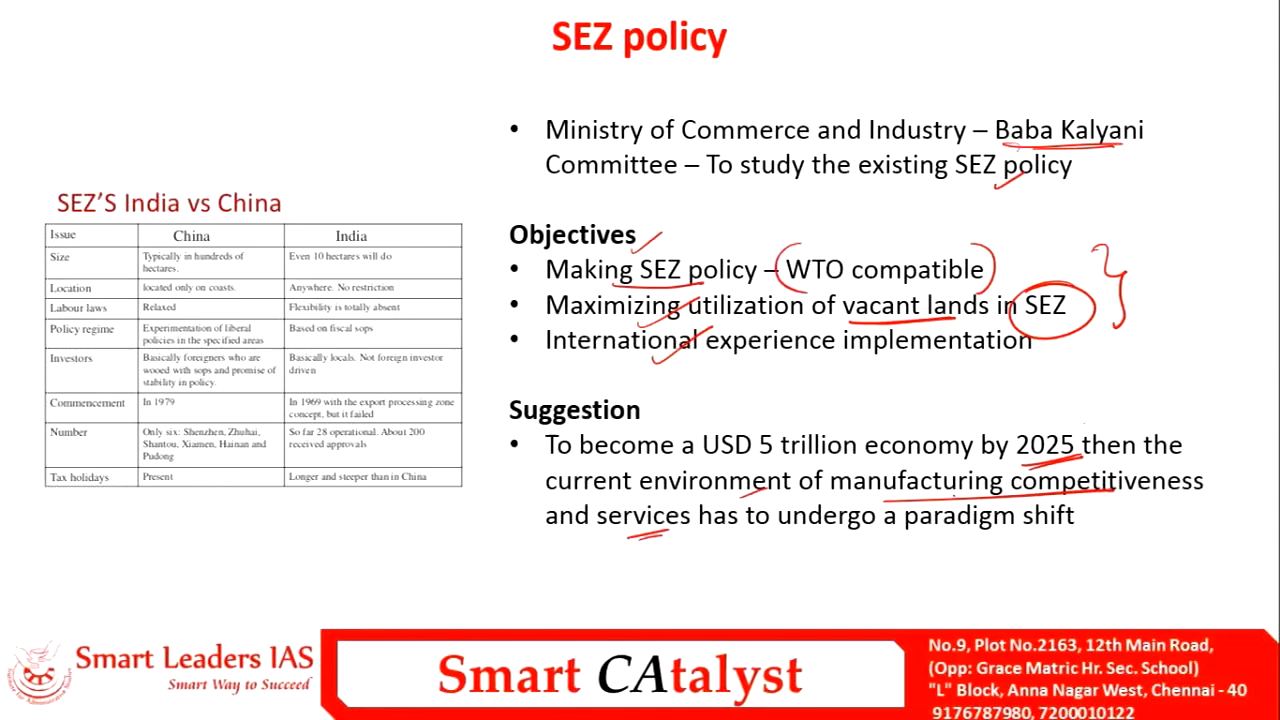 SEZ policy
• Ministry of Commerce and Industry – Baba Kalyani
Committee – To study the existing SEZ policy
Objectives
• Making SEZ policy – WTO compatible
• Maximizing utilization of vacant lands in SEZ
• International experience implementation
Suggestion
• To become a USD 5 trillion economy by 2025 then the
current environment of manufacturing competitiveness
and services has to undergo a paradigm shift
SEZ'S India vs China
Issue China India
Size Typically in hundreds of Even 10 hectares will do
hectares.
Location located only on coasts. Anywhere. No restriction
Labour laws Relaxed Flexibility is totally absent
Policy regime Experimentation of liberal Based on fiscal sops
policies in the specified areas
Investors Basically foreigners who are Basically locals. Not foreign investor
wooed with sops and promise of driven
stability in policy.
Commencement In 1979 In 1969 with the export processing zone
concept, but it failed
Number Only six: Shenzhen, Zhuhai, So far 28 operational. About 200
Shantou, Xiamen, Hainan and received approvals
Pudong
Tax holidays Present Longer and steeper than in China
Smart Leaders IAS
Smart Way to Succeed
Smart CAtalyst
No.9, Plot No.2163, 12th Main Road,
(Opp: Grace Matric Hr. Sec. School)
"L" Block, Anna Nagar West, Chennai - 40
9176787980, 7200010122